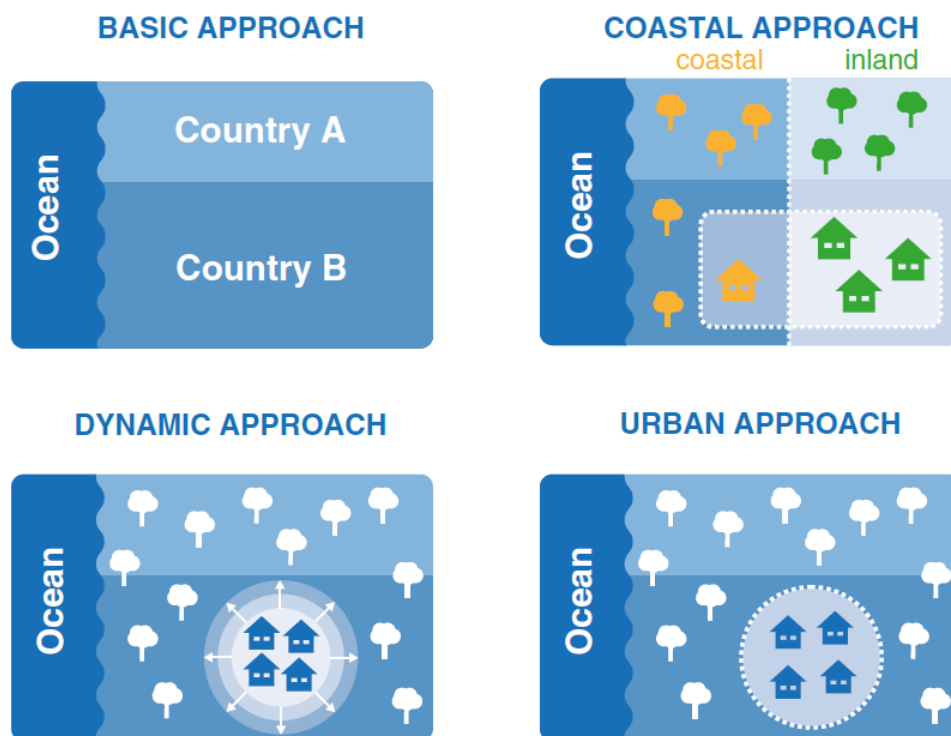 BASIC APPROACH
Ocean
Country A
Country B
COASTAL APPROACH
coastal
inland
Ocean
DYNAMIC APPROACH
Ocean
URBAN APPROACH
Ocean